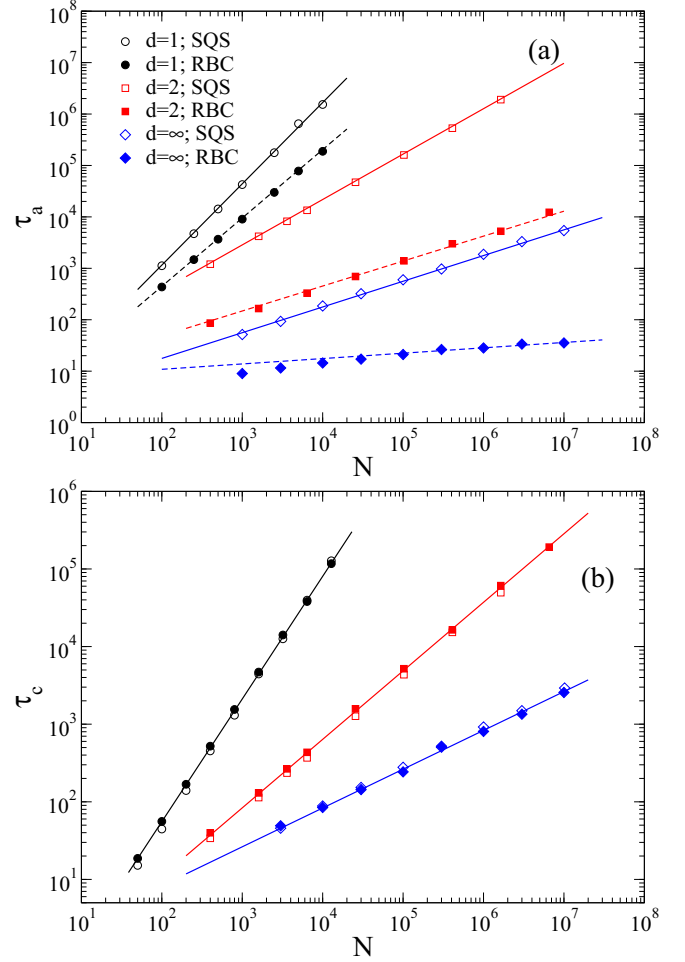 10^8
10^7
10^6
10^5
10^4
10^3
10^2
10^1
10^0
τ_a
(a)
d=1; SQS
d=1; RBC
d=2; SQS
d=2; RBC
d=∞; SQS
d=∞; RBC
10^1 10^2 10^3 10^4 10^5 10^6 10^7 10^8
N
10^6
10^5
10^4
10^3
10^2
10^1
τ_c
(b)
10^1 10^2 10^3 10^4 10^5 10^6 10^7 10^8
N